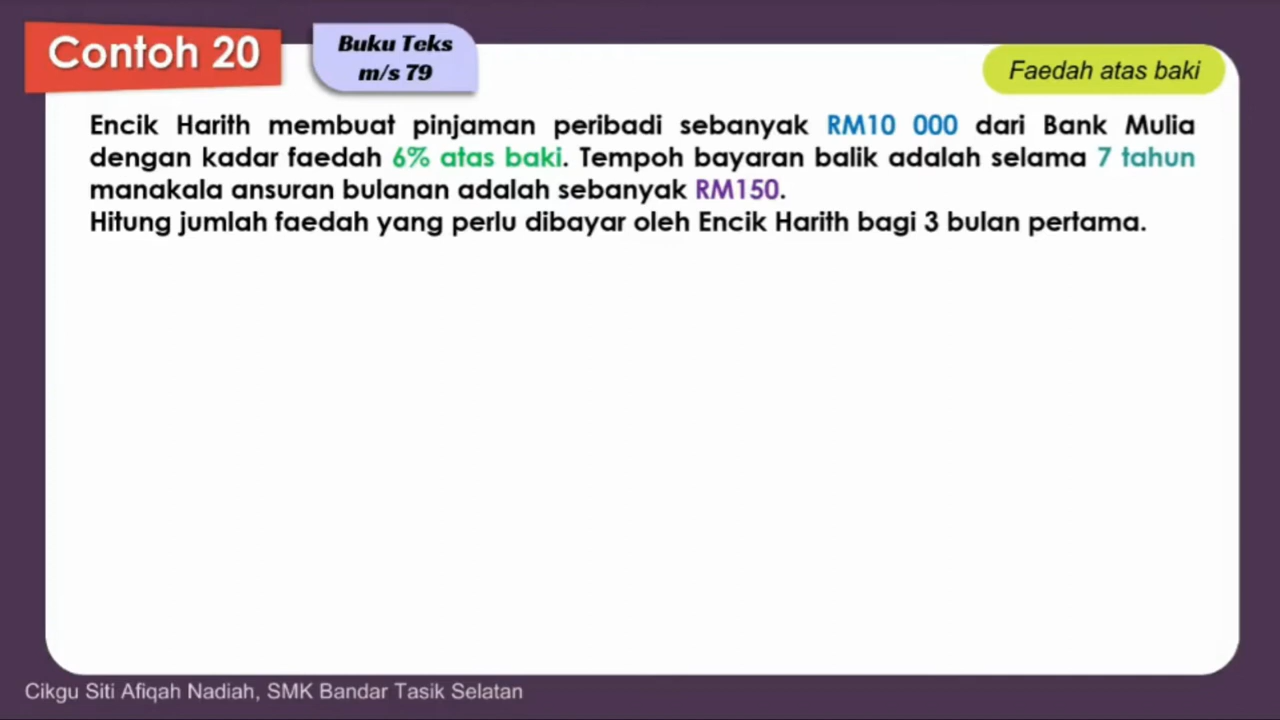 Contoh 20
Buku Teks
m/s 79
Faedah atas baki
Encik Harith membuat pinjaman peribadi sebanyak RM10 000 dari Bank Mulia
dengan kadar faedah 6% atas baki. Tempoh bayaran balik adalah selama 7 tahun
manakala ansuran bulanan adalah sebanyak RM150.
Hitung jumlah faedah yang perlu dibayar oleh Encik Harith bagi 3 bulan pertama.
Cikgu Siti Afiqah Nadiah, SMK Bandar Tasik Selatan